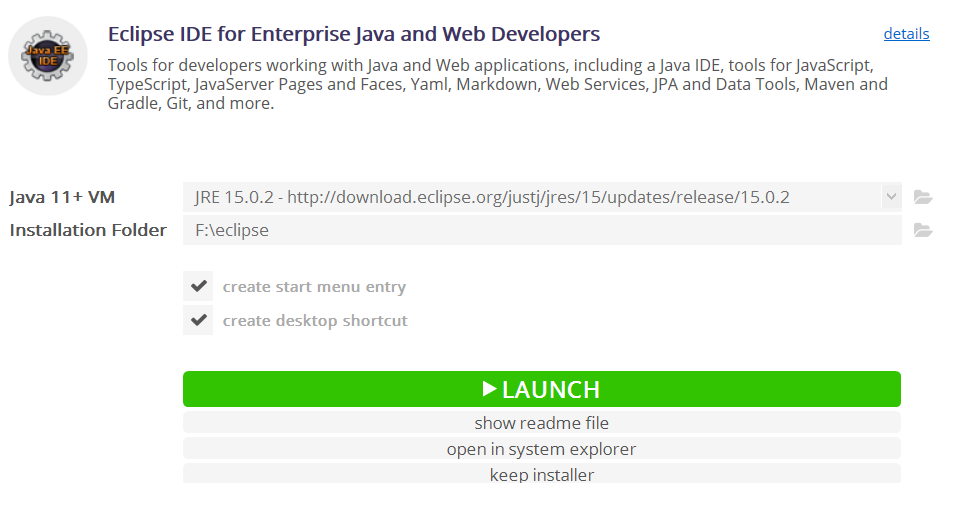 Java EE
IDE
Eclipse IDE for Enterprise Java and Web Developers
details
Tools for developers working with Java and Web applications, including a Java IDE, tools for JavaScript,
TypeScript, JavaServer Pages and Faces, Yaml, Markdown, Web Services, JPA and Data Tools, Maven and
Gradle, Git, and more.
Java 11+ VM
JRE 15.0.2 - http://download.eclipse.org/justj/jres/15/updates/release/15.0.2
Installation Folder
F:\eclipse
create start menu entry
create desktop shortcut
LAUNCH
show readme file
open in system explorer
keep installer